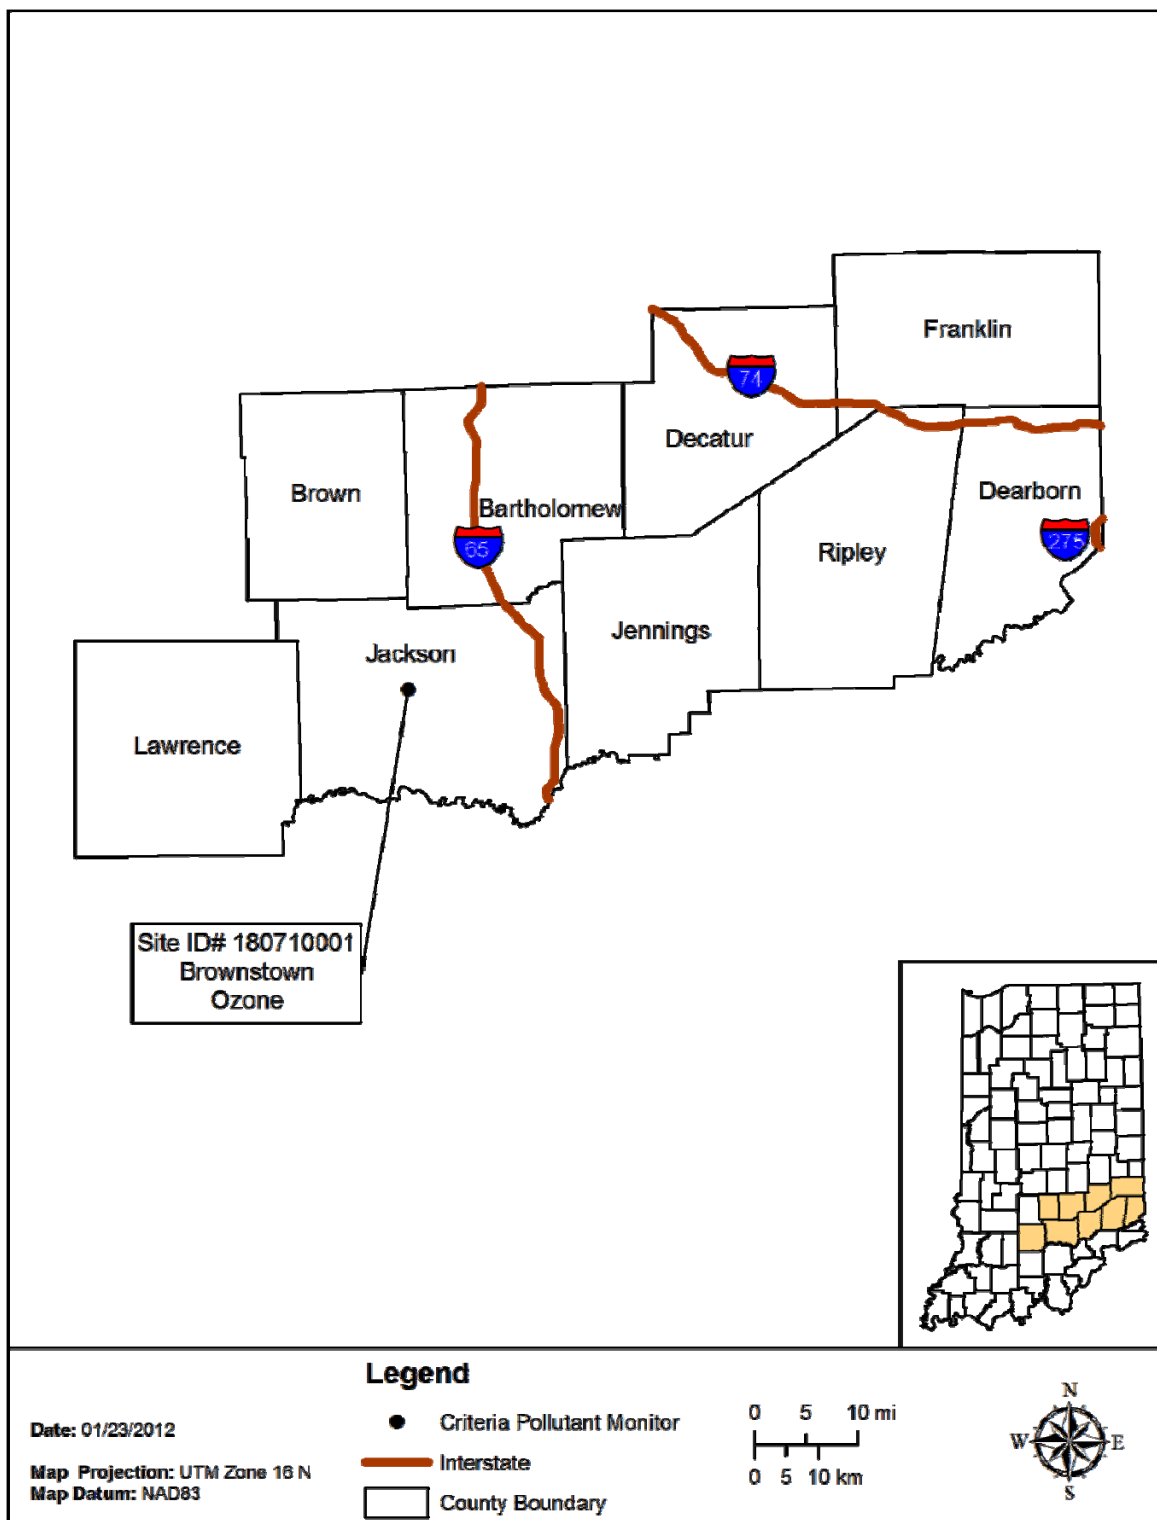 Franklin
74
Decatur
Brown
Bartholomew
Dearborn
65
275
Ripley
Jennings
Jackson
Lawrence
Site ID# 180710001
Brownstown
Ozone
Legend
Date: 01/23/2012
Map Projection: UTM Zone 16 N
Map Datum: NAD83
Criteria Pollutant Monitor
Interstate
County Boundary
0 5 10 mi
0 5 10 km
N
W E
S